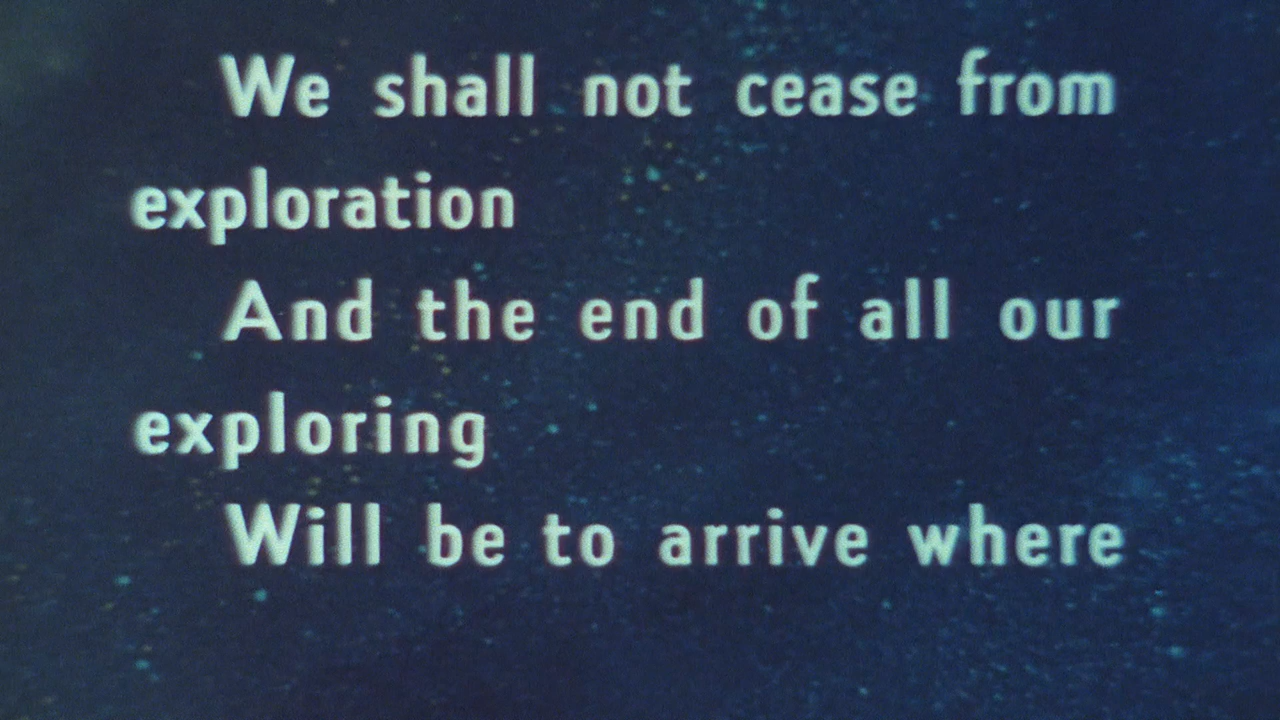 We shall not cease from
exploration
And the end of all our
exploring
Will be to arrive where